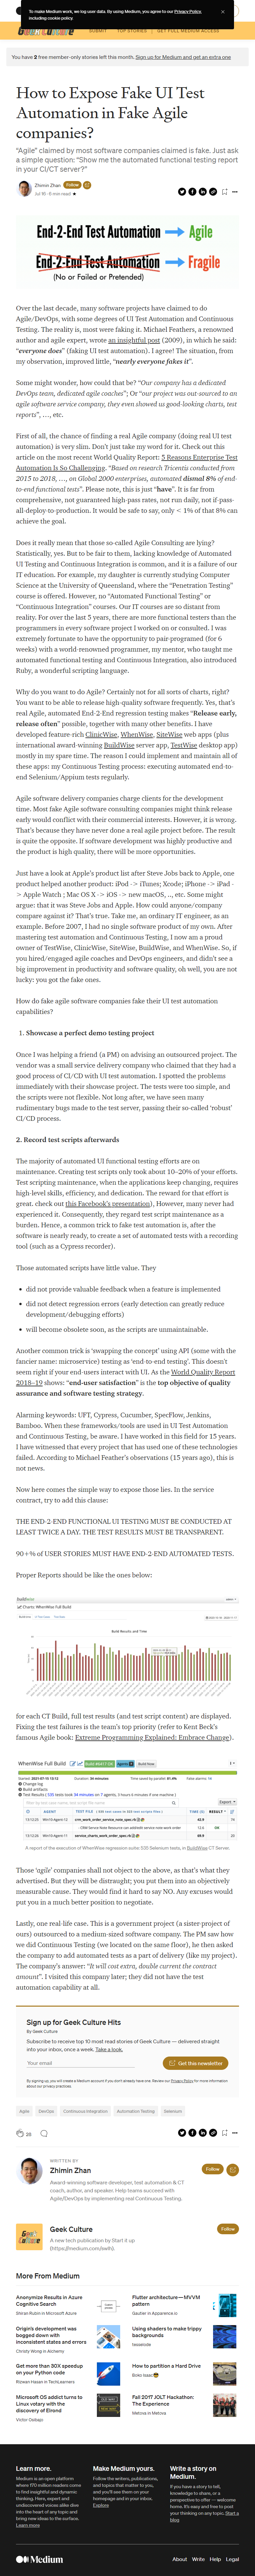 To make Medium work, we log user data. By using Medium, you agree to our Privacy Policy, including cookie policy.
SUBMIT TOP STORIES GET FULL MEDIUM ACCESS
You have 2 free member-only stories left this month. Sign up for Medium and get an extra one
How to Expose Fake UI Test Automation in Fake Agile companies?
“Agile” claimed by most software companies is fake, just ask a simple question: “Show me the automated functional testing report in your CI/CT server?”
Zhimin Zhan Follow
Jul 16 · 5 min read
End-2-End Test Automation Agile
End-2-End Test Automation Fragile
(No or Failed or Pretended)
Over the last decade, many software projects have claimed to do Agile/DevOps, with some degree of UI Test Automation and Continuous Testing. The reality is, most were faking it. Michael Feathers, a renowned author and agile expert, wrote an insightful post (2009), in which he said: “everyone does” (faking UI test automation). I agree! The situation, from my observation, improved little, “nearly everyone fakes it”.
Some might wonder, how could that be? “Our company has a dedicated DevOps team, dedicated agile coaches”; Or “our project was out-sourced to an agile software service company, they even showed us good-looking charts, test reports”, …, etc.
First of all, the chance of finding a real Agile company (doing real UI test automation) is very slim. Don’t just take my word for it. Check out this article on the most recent World Quality Report: 5 Reasons Enterprise Test Automation Is So Challenging. “Based on research Tricentis conducted from 2015 to 2018, …, on Global 2000 enterprises, automated dismal 8% of end-to-end functional tests”. Please note, this is just “have”. It is far from comprehensive, not guaranteed high-pass rates, not run daily, not if-pass-all-deploy-to-production. It would be safe to say, only < 1% of that 8% can achieve the goal.
Does it really mean that those so-called Agile Consulting are lying? Statistically, yes. But to be fair to them, lacking knowledge of Automated UI Testing and Continuous Integration is an industry issue, it is a failure of our IT education. For example, my daughter is currently studying Computer Science at the University of Queensland, where the “Penetration Testing” course is offered. However, no “Automated Functional Testing” or “Continuous Integration” courses. Our IT courses are so distant from reality. For over the last 5 years, there are more functional testers than the programmers in every software project I worked on or consulted. I was extremely fortunate to have the opportunity to pair-programed (for 6 weeks) with a world-renowned programmer, my mentor, who taught me automated functional testing and Continuous Integration, also introduced Ruby, a wonderful scripting language.
Why do you want to do Agile? Certainly not for all sorts of charts, right? You want to be able to release high-quality software frequently. Yes, that’s real Agile, automated End-2-End regression testing makes “Release early, release often” possible, together with many other benefits. I have developed feature rich ClinicWise, WhenWise, SiteWise web apps (plus international award-winning BuildWise server app, TestWise desktop app) mostly in my spare time. The reason I could implement and maintain all of these apps: my Continuous Testing process: executing automated end-to-end Selenium/Appium tests regularly.
Agile software delivery companies charge clients for the development time. Most fake Agile software consulting companies might think release early would conflict with their commercial interests. However, it is wrong. That’s because they have never seen a real agile project before. The result is quite the opposite. If software development was highly productive and the product in high quality, there will be more opportunities.
Just have a look at Apple’s product list after Steve Jobs came back to Apple, one product helped another product: iPod -> iTunes; Xcode; iPhone -> iPad -> Apple Watch ; Mac OS X -> iOS -> new macOS, …, etc. Some might argue: that it was Steve Jobs and Apple. How could anyone/company compare against it? That’s true. Take me, an ordinary IT engineer, as an example. Before 2007, I had no single software product of my own. After mastering test automation and Continuous Testing, I now am a proud owner of TestWise, ClinicWise, SiteWise, BuildWise, and WhenWise. So, if you hired/engaged agile coaches and DevOps engineers, and didn’t see a big improvement in productivity and software quality, oh well, you are not lucky: you got the fake ones.
How do fake agile companies/coaches pretend their UI test automation capabilities?
1. Showcase a perfect demo testing project
Once I was helping a friend (a PM) on advising an outsourced project. He was told by a service delivery company who claimed that they had got a good process of CI/CD with UI test automation. I spotted the problems immediately with their showcase project. The tests were too simple, and the scripts were not flexible. Not long after, we have seen many rudimentary issues made to the tests server, passing their so-called ‘robust’ CI/CD process.
2. Record test scripts afterwards
The majority of automated UI functional testing efforts are on maintenance. Creating tests only takes about 10–20% of the test efforts. Test scripting maintenance, when the application keeps changing, requires high-level skills, efficiency, and dedication. The reward for that effort is great. check out this Facebook’s presentation), However, many never had experienced it. Consequently, they regard test script maintenance as a burden. Hence, a common trick to fake test automation is, after the software is nearly ready, to create a set of automated tests with a recording tool (such as a Cypress recorder).
Those automated scripts have little value. They
did not provide valuable feedback when a feature is implemented
did not detect regression errors (early detection can greatly reduce development/debugging efforts)
will become obsolete soon, as the scripts are unmaintainable.
Another common trick is ‘swapping the concept’ using API (some with the fancy name: microservice) testing as ‘end-to-end testing’. This doesn’t seem right if your end-users interact with UI. As the World Quality Report 2018–19 shows: “end-user satisfaction” is the top objective of quality assurance and software testing strategy.
Alarming keywords: UFT, Cypress, Cucumber, SpecFlow, Jenkins, Bamboo. When these frameworks/tools are used in UI Test Automation and Continuous Testing, be aware. I have worked in this field for 15 years. I haven’t witnessed a project that has used one of these technologies not failed. According to Michael Feather’s observations (15 years ago), this is not news.
Now here comes the simple way to expose those lies. In the service contract, try to add this clause:
THE END-2-END FUNCTIONAL UI TESTING MUST BE CONDUCTED AT LEAST TWICE A DAY. THE TEST RESULTS MUST BE TRANSPARENT.
90+% of USER STORIES MUST HAVE END-2-END AUTOMATED TESTS.
Proper Reports should be like the ones below:
Charts: WhenWise Full Build
Build Results and Time
for each CT Build, full test results (and test script content) are displayed. Fixing the test failures is the team’s top priority (refer to Kent Beck’s famous Agile book: Extreme Programming Explained: Embrace Change).
WhenWise Full Build
A report of the execution of WhenWise regression suite: 535 Selenium tests, in BuildWise CT Server.
The ‘agile’ companies shall not object to the above, as that’s what they advertised. But they will be distraught; you put them into an objectively measurable cause. They would find it hard to say NO. Any excuses would put you in a much better position to negotiate.
Lastly, one real-life case. This is a government project (a sister-project of ours) outsourced to a medium-sized software company. The PM saw how we did Continuous Testing (we located on the same floor), he then asked the company to add automated tests as a part of delivery (like my project). The company’s answer: “It will cost extra, double the current contract amount”. I visited this company later; they did not have the test automation capability at all.
Sign up for Geek Culture Hits
By Geek Culture
Subscribe to receive top 10 most read stories of Geek Culture — delivered straight into your inbox, once a week. Take a look.
Your email
Get this newsletter
By signing up, you will create a Medium account if you don’t already have one. Review our Privacy Policy for more information about our privacy practices.
Agile DevOps Continuous Integration Automation Testing Selenium
28
WRITTEN BY
Zhimin Zhan
Follow
Award-winning software developer, test automation & CT coach, author, and speaker. Help teams succeed with Agile/DevOps by implementing real Continuous Testing.
Geek Culture
Follow
A new tech publication by Start it up (https://medium.com/swlh).
More From Medium
Anonymize Results in Azure Cognitive Search
Shiran Rubin in Microsoft Azure
Flutter architecture — MVVM pattern
Gautier in Apparence.io
Origin’s development was bogged down with inconsistent states and errors
Christy Wong in Alchemy
Using shaders to make trippy backgrounds
tessercode
Get more than 30X speedup on your Python code
Rizwan Hasan in TechLearners
How to partition a Hard Drive
Boko Isaac
Microsoft OS addict turns to Linux votary with the discovery of Elrond
Victor Oolago
Fall 2017 JOLT Hackathon: The Experience
Metova in Metova
Learn more.
Medium is an open platform where 170 million readers come to find insightful and dynamic thinking. Here, expert and undiscovered voices alike dive into the heart of any topic and bring new ideas to the surface. Learn more
Make Medium yours.
Follow the writers, publications, and topics that matter to you, and you’ll see them on your homepage and in your inbox. Explore
Write a story on Medium.
If you have a story to tell, knowledge to share, or a perspective to offer — welcome home. It’s easy and free to post your thinking on any topic. Start a blog
Medium
About Write Help Legal